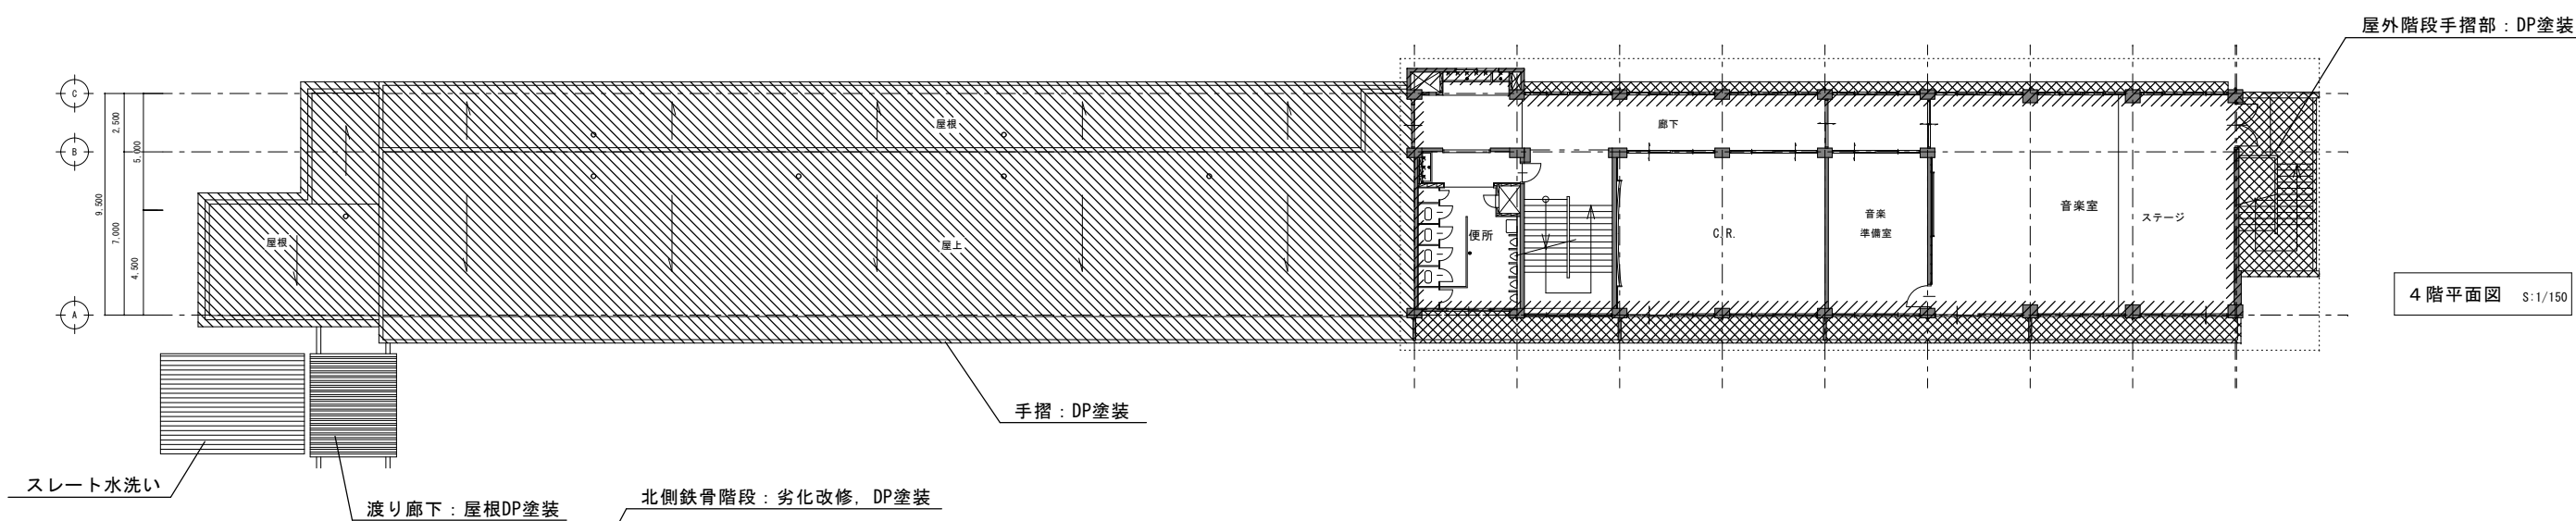 屋外階段手摺部：DP塗装
C
B
A
2,500
5,000
9,500
7,000
4,500
屋根
屋根
屋上
廊下
便所
C.R.
音楽
準備室
音楽室
ステージ
4階平面図 S:1/150
手摺：DP塗装
スレート水洗い
渡り廊下：屋根DP塗装
北側鉄骨階段：劣化改修, DP塗装